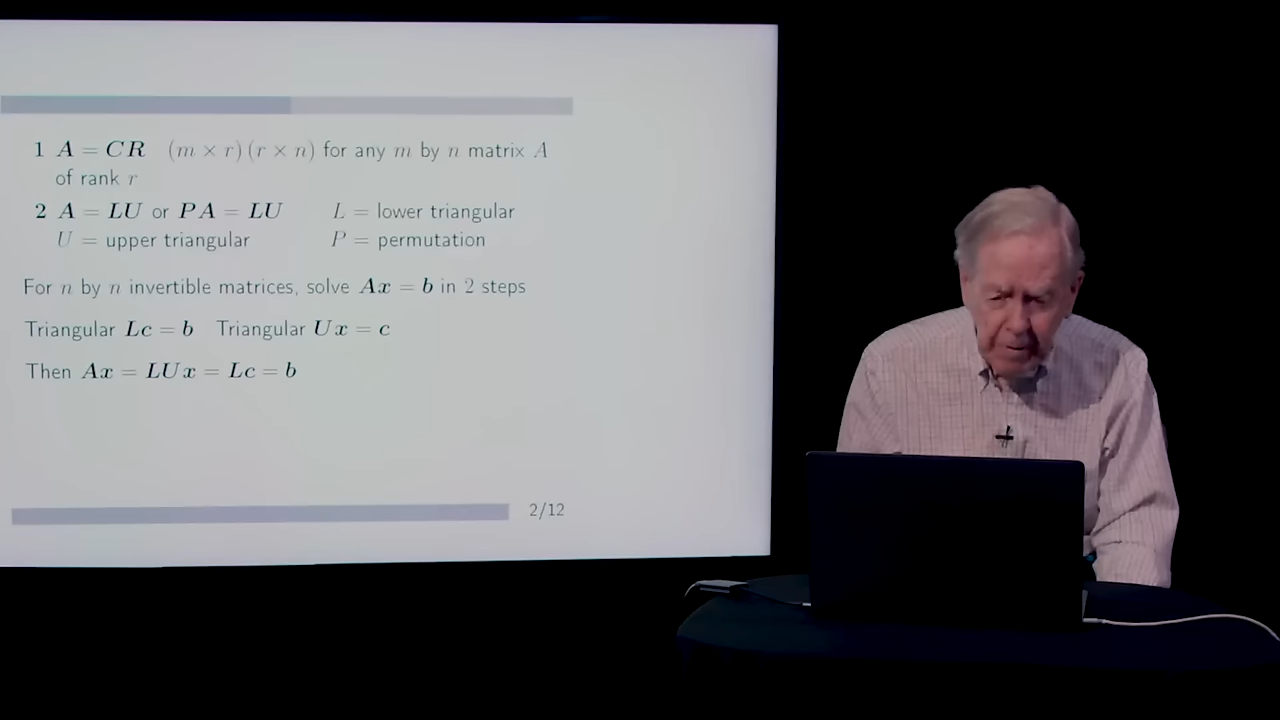 1 A = CR (m × r) (r × n) for any m by n matrix A
of rank r
2 A = LU or PA = LU L = lower triangular
U = upper triangular P = permutation
For n by n invertible matrices, solve Ax = b in 2 steps
Triangular Lc = b Triangular Ux = c
Then Ax = LUx = Lc = b
2/12